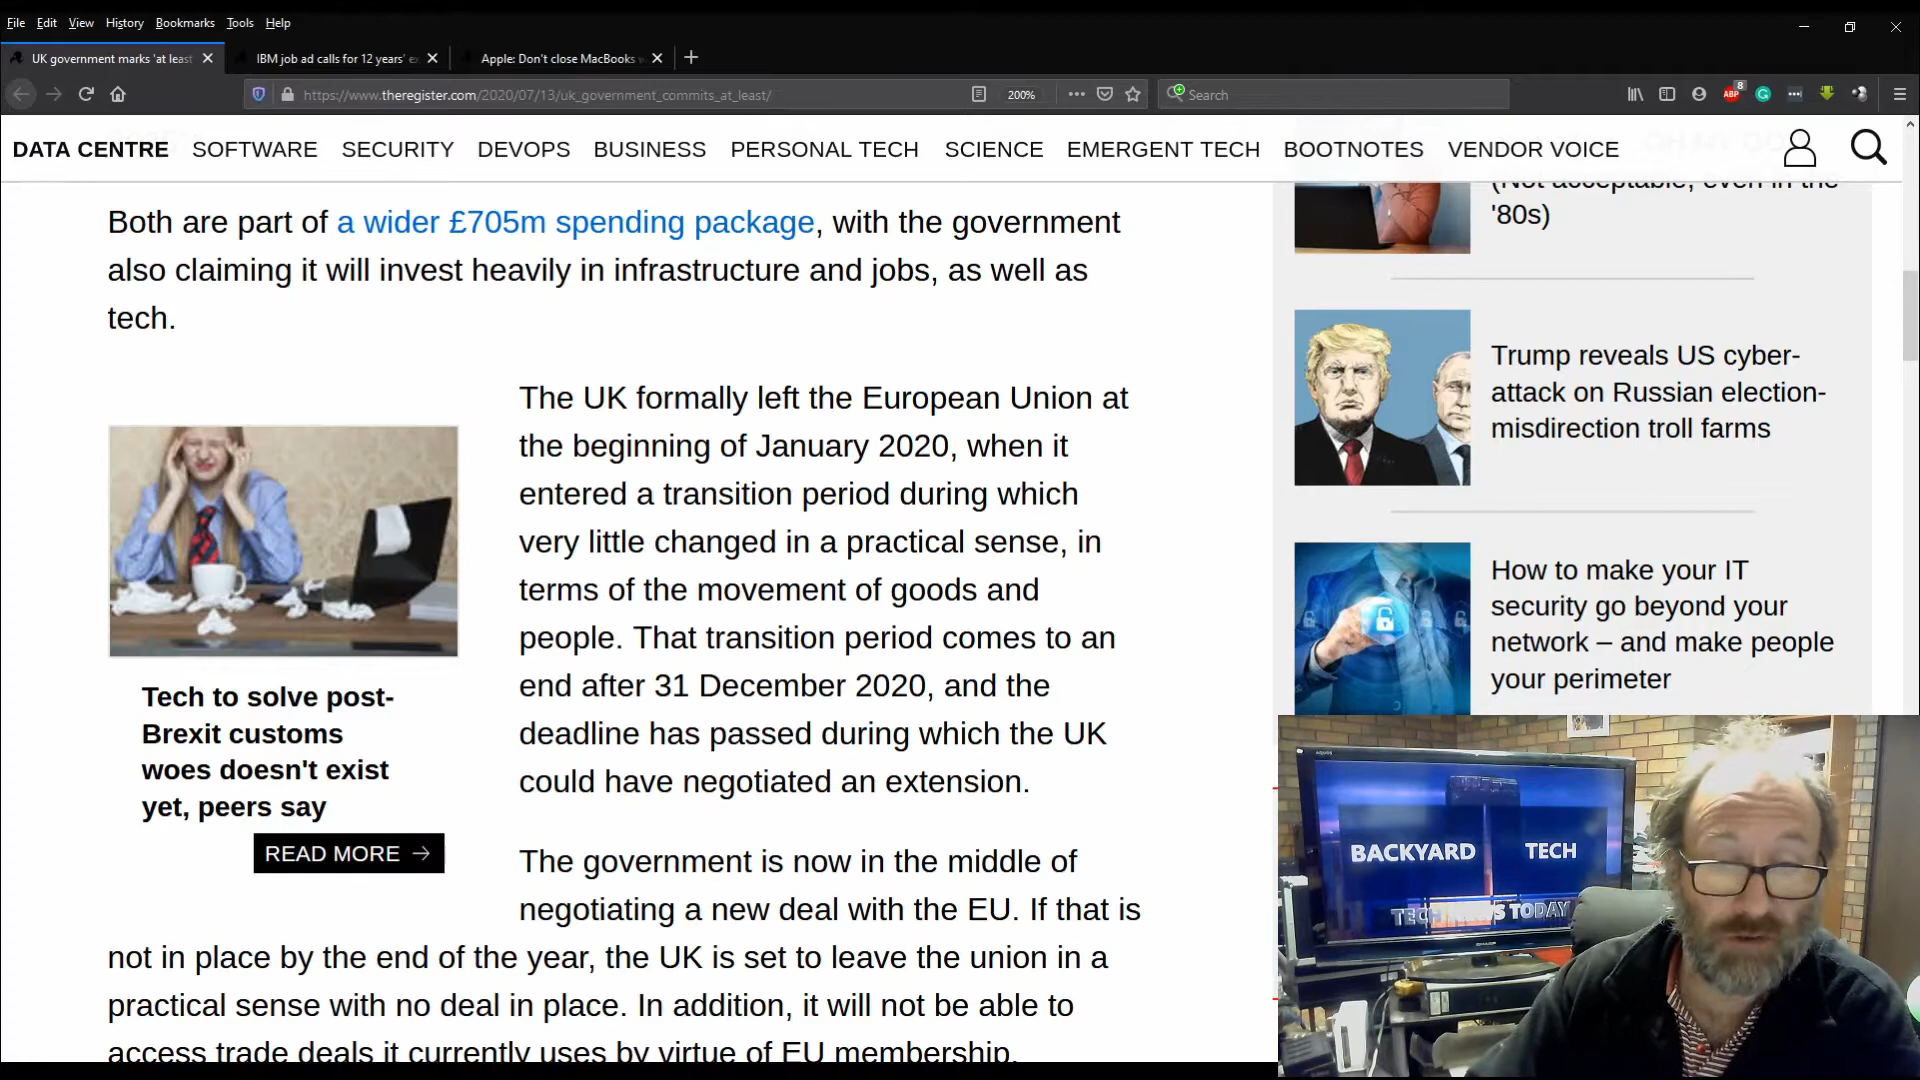 File Edit View History Bookmarks Tools Help
UK government marks 'at least
IBM job ad calls for 12 years'
Apple: Don't close MacBooks
https://www.theregister.com/2020/07/13/uk_government_commits_at_least/
200%
Search
ABP
8
DATA CENTRE SOFTWARE SECURITY DEVOPS BUSINESS PERSONAL TECH SCIENCE EMERGENT TECH BOOTNOTES VENDOR VOICE
Both are part of a wider £705m spending package, with the government
also claiming it will invest heavily in infrastructure and jobs, as well as
tech.
The UK formally left the European Union at
the beginning of January 2020, when it
entered a transition period during which
very little changed in a practical sense, in
terms of the movement of goods and
people. That transition period comes to an
end after 31 December 2020, and the
deadline has passed during which the UK
could have negotiated an extension.
Tech to solve post-
Brexit customs
woes doesn't exist
yet, peers say
READ MORE →
The government is now in the middle of
negotiating a new deal with the EU. If that is
not in place by the end of the year, the UK is set to leave the union in a
practical sense with no deal in place. In addition, it will not be able to
access trade deals it currently uses by virtue of EU membership.
(Not acceptable, even in the
'80s)
Trump reveals US cyber-
attack on Russian election-
misdirection troll farms
How to make your IT
security go beyond your
network – and make people
your perimeter
BACKYARD TECH
TECH NEWS TODAY